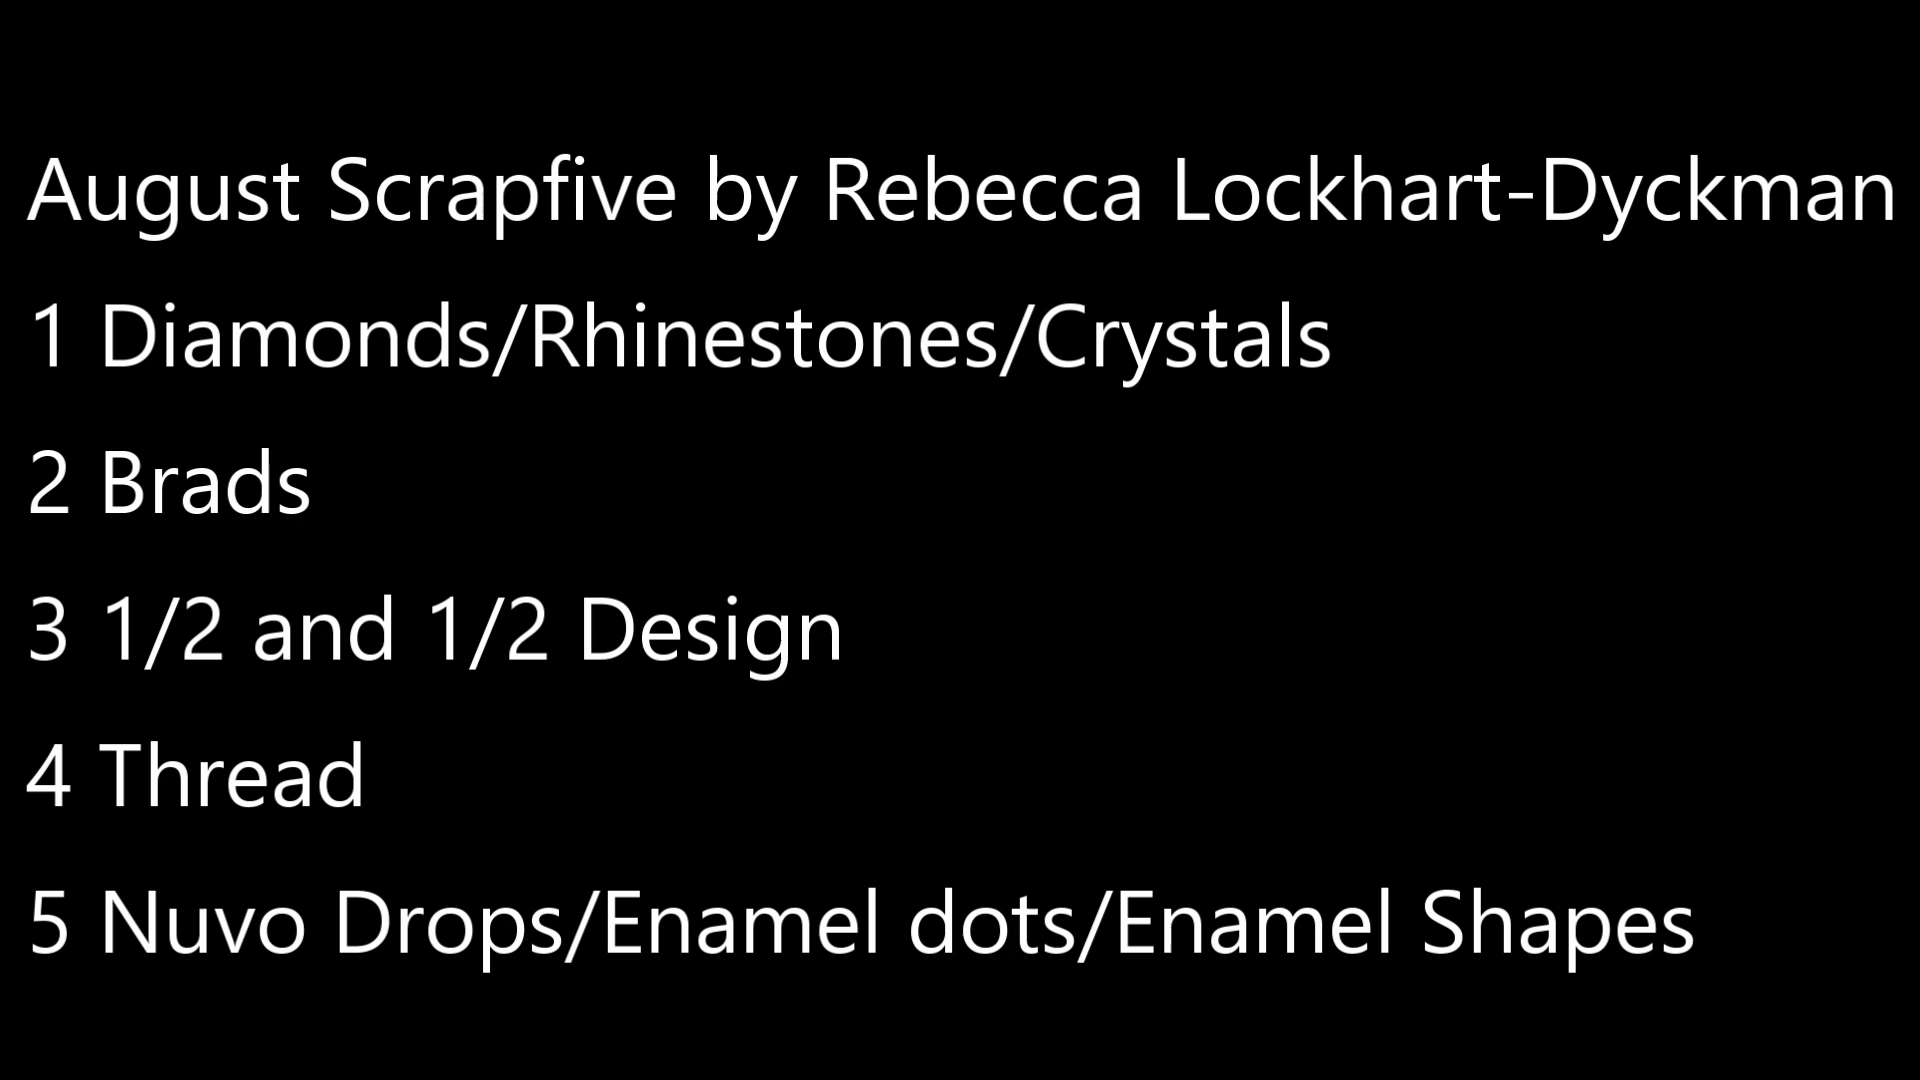 August Scrapfive by Rebecca Lockhart-Dyckman
1 Diamonds/Rhinestones/Crystals
2 Brads
3 1/2 and 1/2 Design
4 Thread
5 Nuvo Drops/Enamel dots/Enamel Shapes